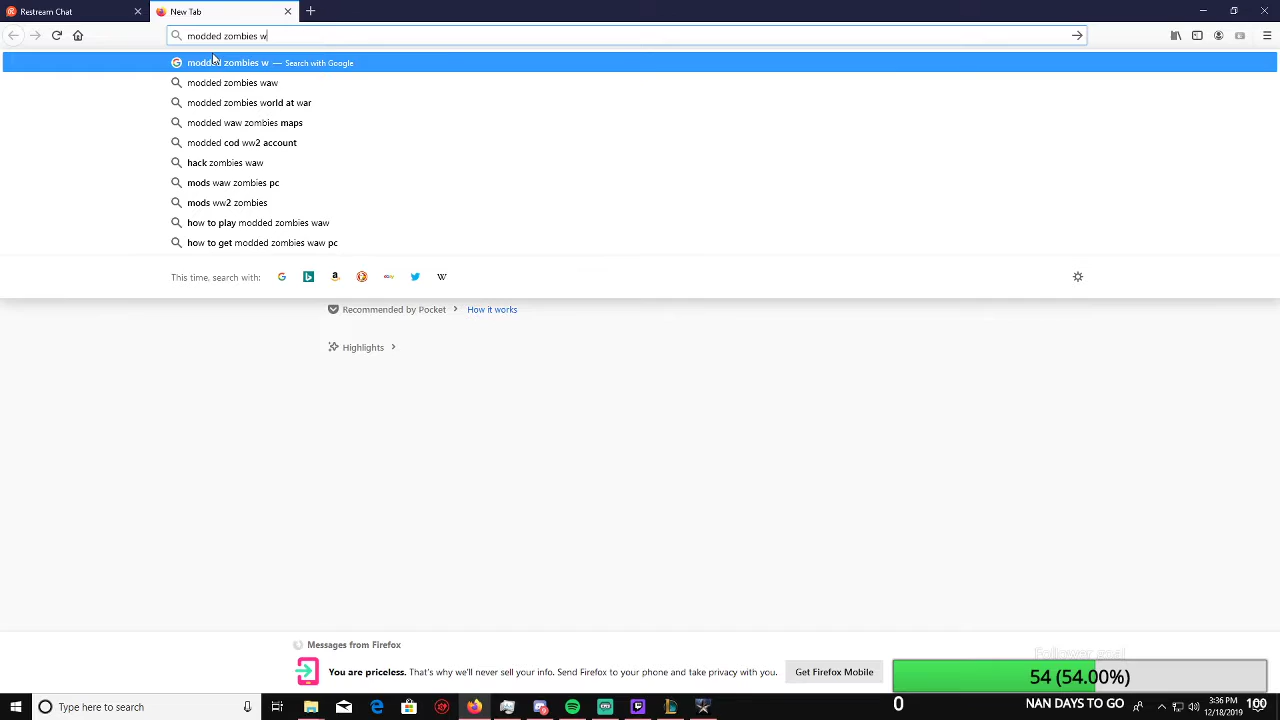 Restream Chat
New Tab
modded zombies w
modded zombies w — Search with Google
modded zombies waw
modded zombies world at war
modded waw zombies maps
modded cod ww2 account
hack zombies waw
mods waw zombies pc
mods ww2 zombies
how to play modded zombies waw
how to get modded zombies waw pc
This time, search with:
Recommended by Pocket
How it works
Highlights
Messages from Firefox
You are priceless. That's why we'll never sell your info. Send Firefox to your phone and take privacy with you.
Get Firefox Mobile
Follower goal
54 (54.00%)
0
NAN DAYS TO GO
100
Type here to search
3:36 PM
12/18/2019